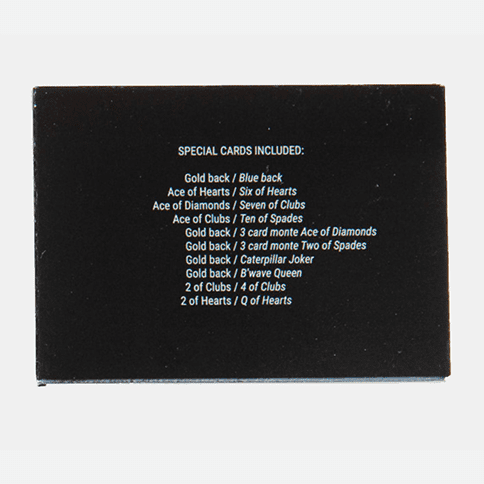 SPECIAL CARDS INCLUDED:
Gold back / Blue back
Ace of Hearts / Six of Hearts
Ace of Diamonds / Seven of Clubs
Ace of Clubs / Ten of Spades
Gold back / 3 card monte Ace of Diamonds
Gold back / 3 card monte Two of Spades
Gold back / Caterpillar Joker
Gold back / B'wave Queen
2 of Clubs / 4 of Clubs
2 of Hearts / Q of Hearts